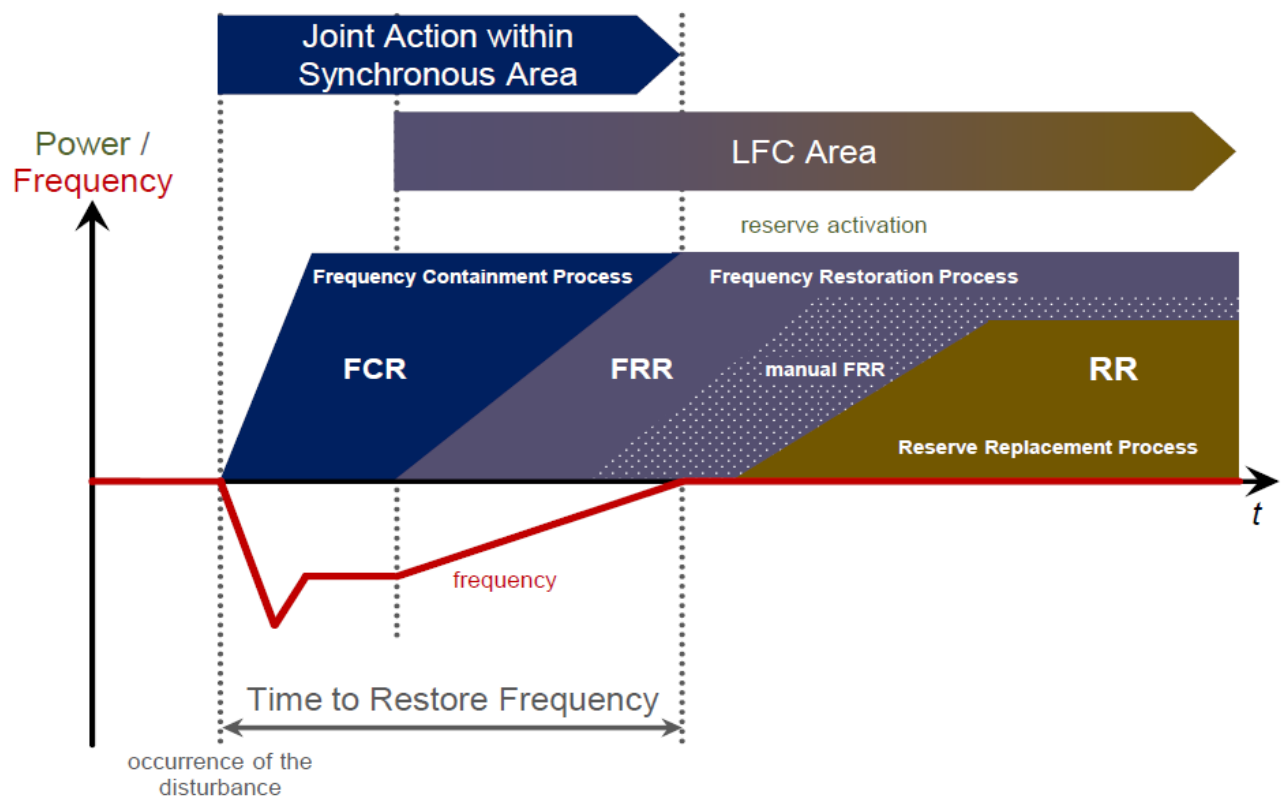 Joint Action within
Synchronous Area
LFC Area
Power /
Frequency
reserve activation
Frequency Containment Process
Frequency Restoration Process
FCR
FRR
manual FRR
RR
Reserve Replacement Process
t
frequency
Time to Restore Frequency
occurrence of the
disturbance